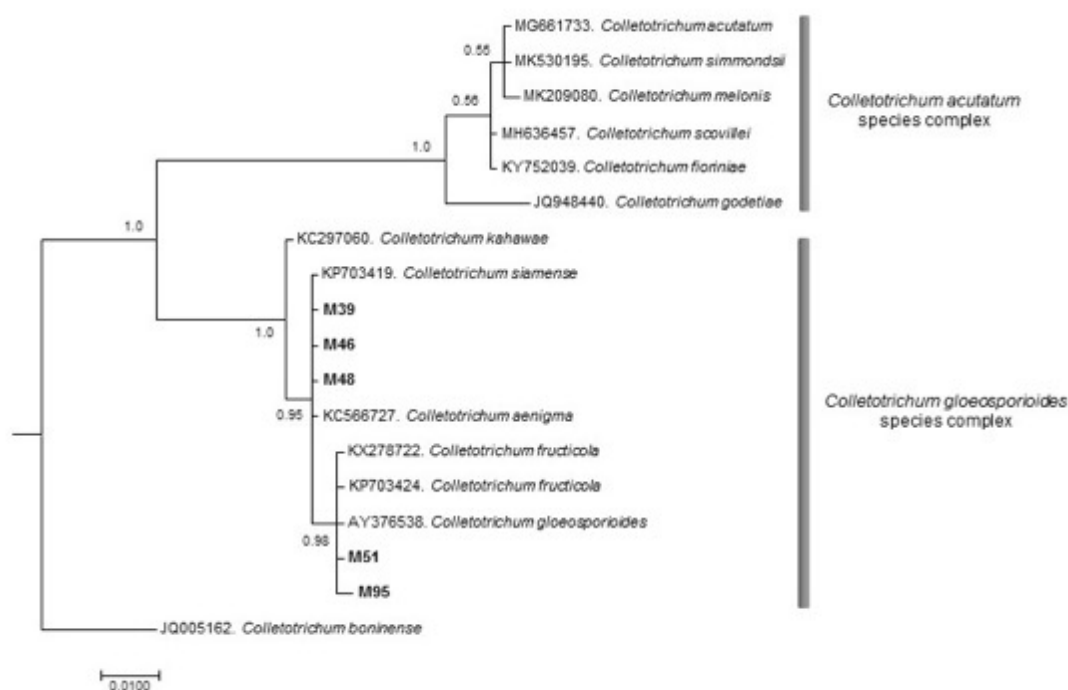 MG661733. Colletotrichum acutatum
0.56
MK530195. Colletotrichum simmondsii
MK209080. Colletotrichum melonis
0.56
Colletotrichum acutatum
species complex
MH636457. Colletotrichum scovillei
1.0
KY752039. Colletotrichum fioriniae
JQ948440. Colletotrichum godetiae
1.0
KC297060. Colletotrichum kahawae
KP703419. Colletotrichum siamense
M39
1.0
M46
M48
Colletotrichum gloeosporioides
species complex
0.95
KC566727. Colletotrichum aenigma
KX278722. Colletotrichum fructicola
KP703424. Colletotrichum fructicola
AY376538. Colletotrichum gloeosporioides
0.98
M51
M95
JQ005162. Colletotrichum boninense
0.0100